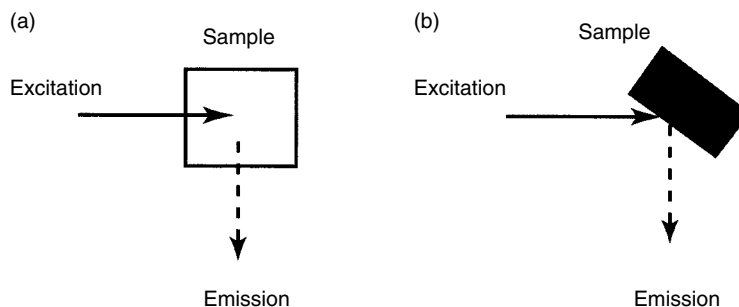 (a)
Sample
Excitation
Emission
(b)
Sample
Excitation
Emission